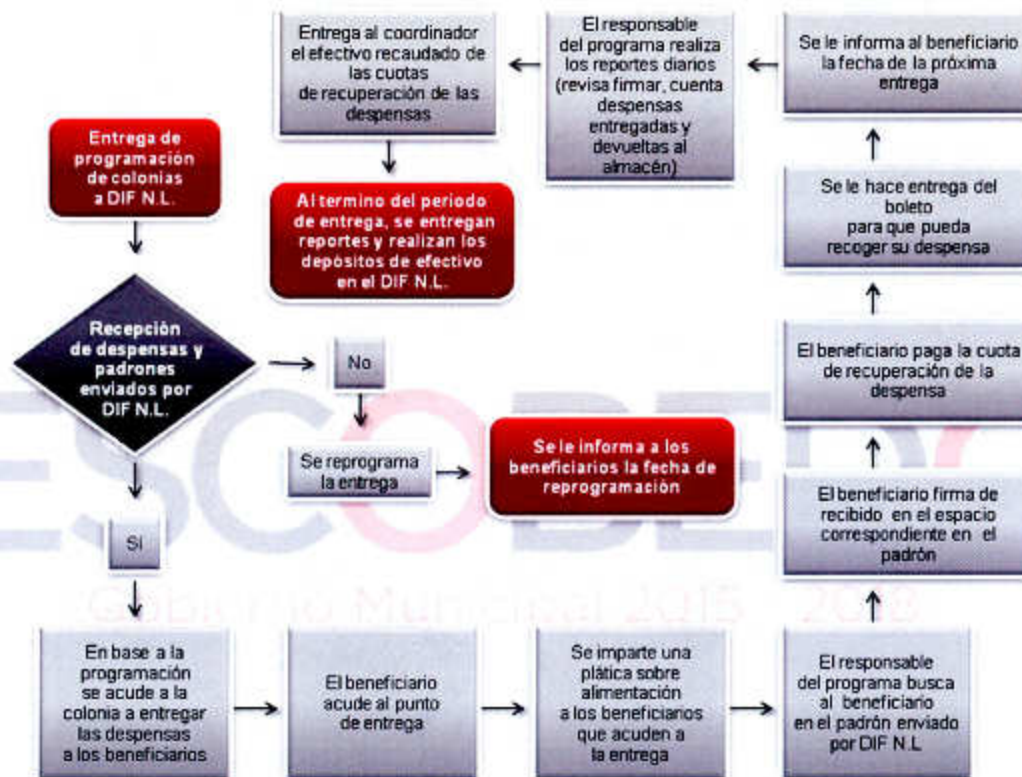 Entrega de
programación
de colonias
a DIF N.L.
Recepción
de despensas y
padrones
enviados por
DIF N.L.
No
Se reprograma
la entrega
Se le informa a los
beneficiarios la fecha de
reprogramación
Sí
En base a la
programación
se acude a la
colonia a entregar
las despensas
a los beneficiarios
El beneficiario
acude al punto
de entrega
Se imparte una
plática sobre
alimentación
a los beneficiarios
que acuden a
la entrega
El responsable
del programa busca
al beneficiario
en el padrón enviado
por DIF N.L
El beneficiario firma de
recibido en el espacio
correspondiente en el
padrón
El beneficiario paga la cuota
de recuperación de la
despensa
Se le hace entrega del
boleto
para que pueda
recoger su despensa
Se le informa al beneficiario
la fecha de la próxima
entrega
El responsable
del programa realiza
los reportes diarios
(revisa firmar, cuenta
despensas
entregadas y
devueltas al
almacén)
Entrega al coordinador
el efectivo recaudado de
las cuotas
de recuperación de las
despensas
Al termino del periodo
de entrega, se entregan
reportes y realizan los
depósitos de efectivo
en el DIF N.L.
ESCOBEDO
Gobierno Municipal 2015 - 2018